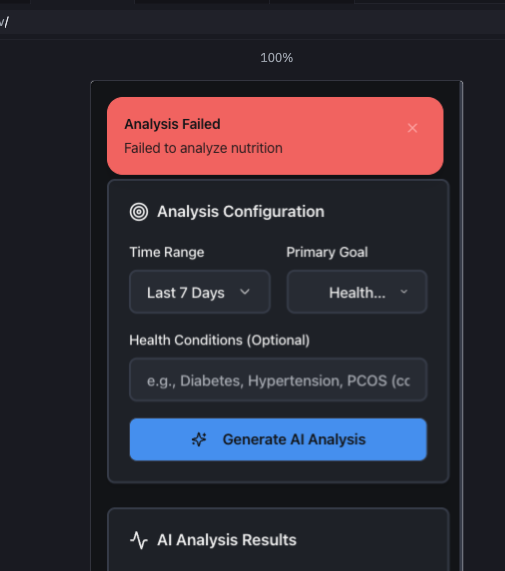 /
100%
Analysis Failed
Failed to analyze nutrition
Analysis Configuration
Time Range
Primary Goal
Last 7 Days
Health...
Health Conditions (Optional)
e.g., Diabetes, Hypertension, PCOS (cc
Generate AI Analysis
AI Analysis Results